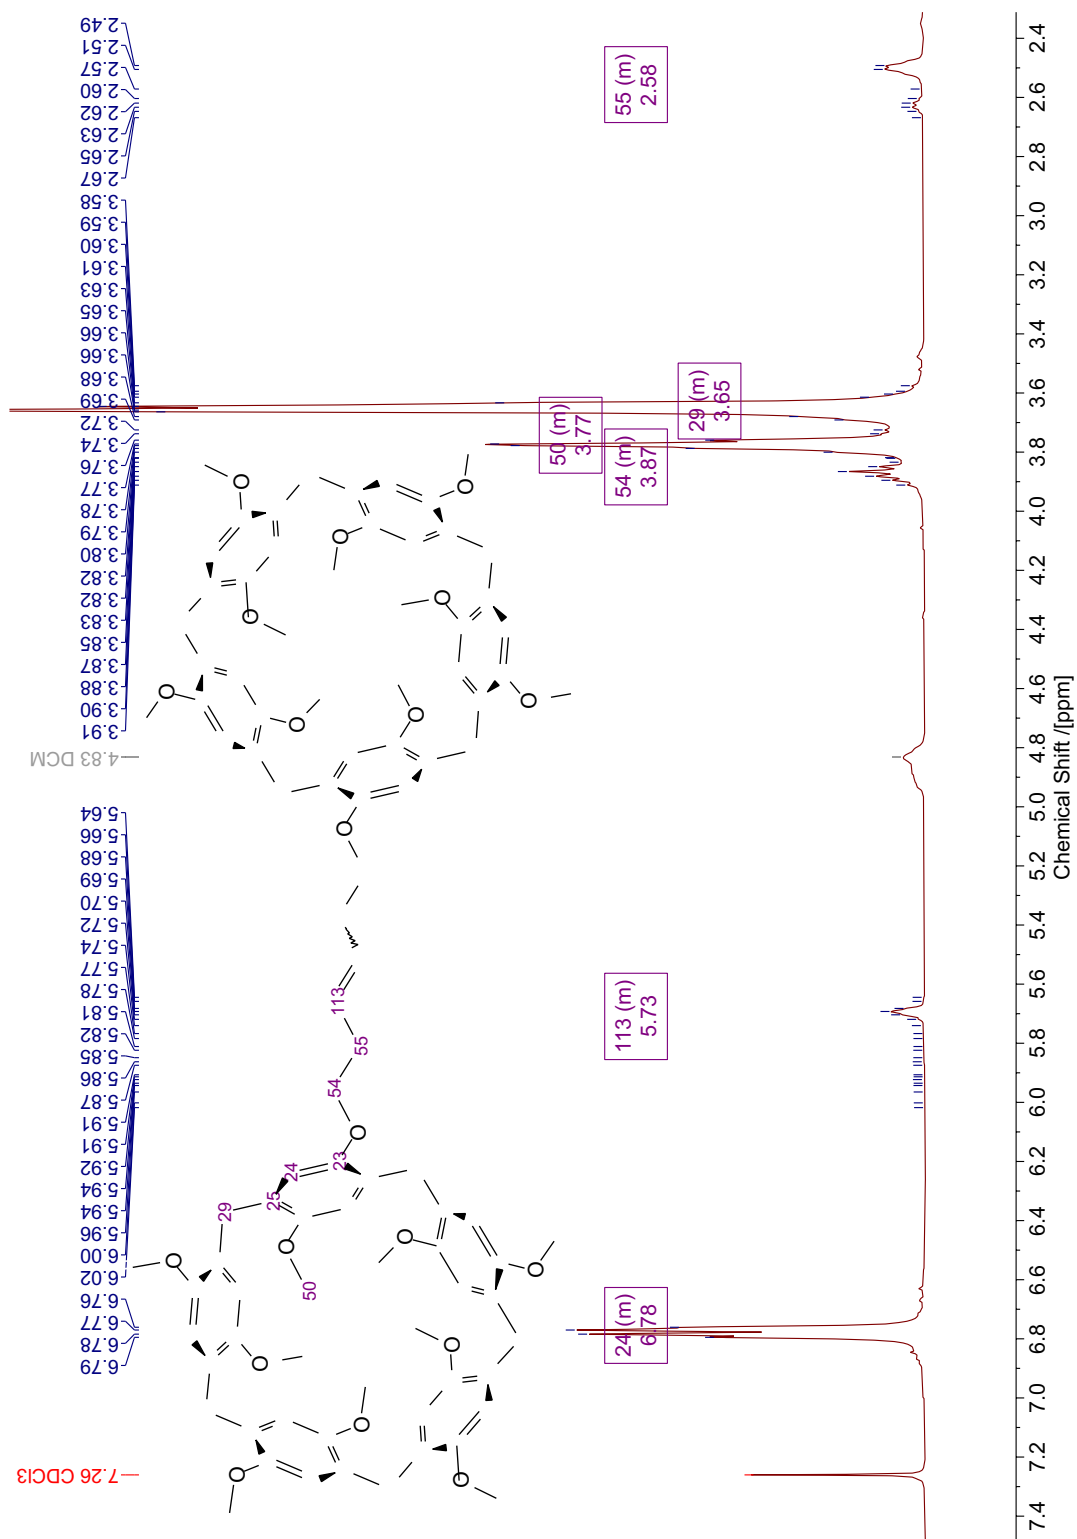 7.26 CDCl3
6.79
6.78
6.77
6.76
6.02
6.00
5.96
5.94
5.94
5.92
5.91
5.91
5.87
5.86
5.85
5.82
5.81
5.78
5.77
5.74
5.72
5.70
5.69
5.68
5.66
5.64
4.83 DCM
3.91
3.90
3.88
3.87
3.85
3.83
3.82
3.82
3.80
3.79
3.78
3.77
3.76
3.74
3.72
3.69
3.68
3.66
3.66
3.65
3.63
3.61
3.60
3.59
3.58
2.67
2.65
2.63
2.62
2.60
2.57
2.51
2.49
O
O
O
O
O
O
O
O
O
O
29
25
24
23
50
54
55
113
O
O
O
O
O
O
O
O
O
O
24 (m)
6.78
113 (m)
5.73
54 (m)
3.87
50 (m)
3.77
29 (m)
3.65
55 (m)
2.58
7.4 7.2 7.0 6.8 6.6 6.4 6.2 6.0 5.8 5.6 5.4 5.2 5.0 4.8 4.6 4.4 4.2 4.0 3.8 3.6 3.4 3.2 3.0 2.8 2.6 2.4
Chemical Shift /[ppm]